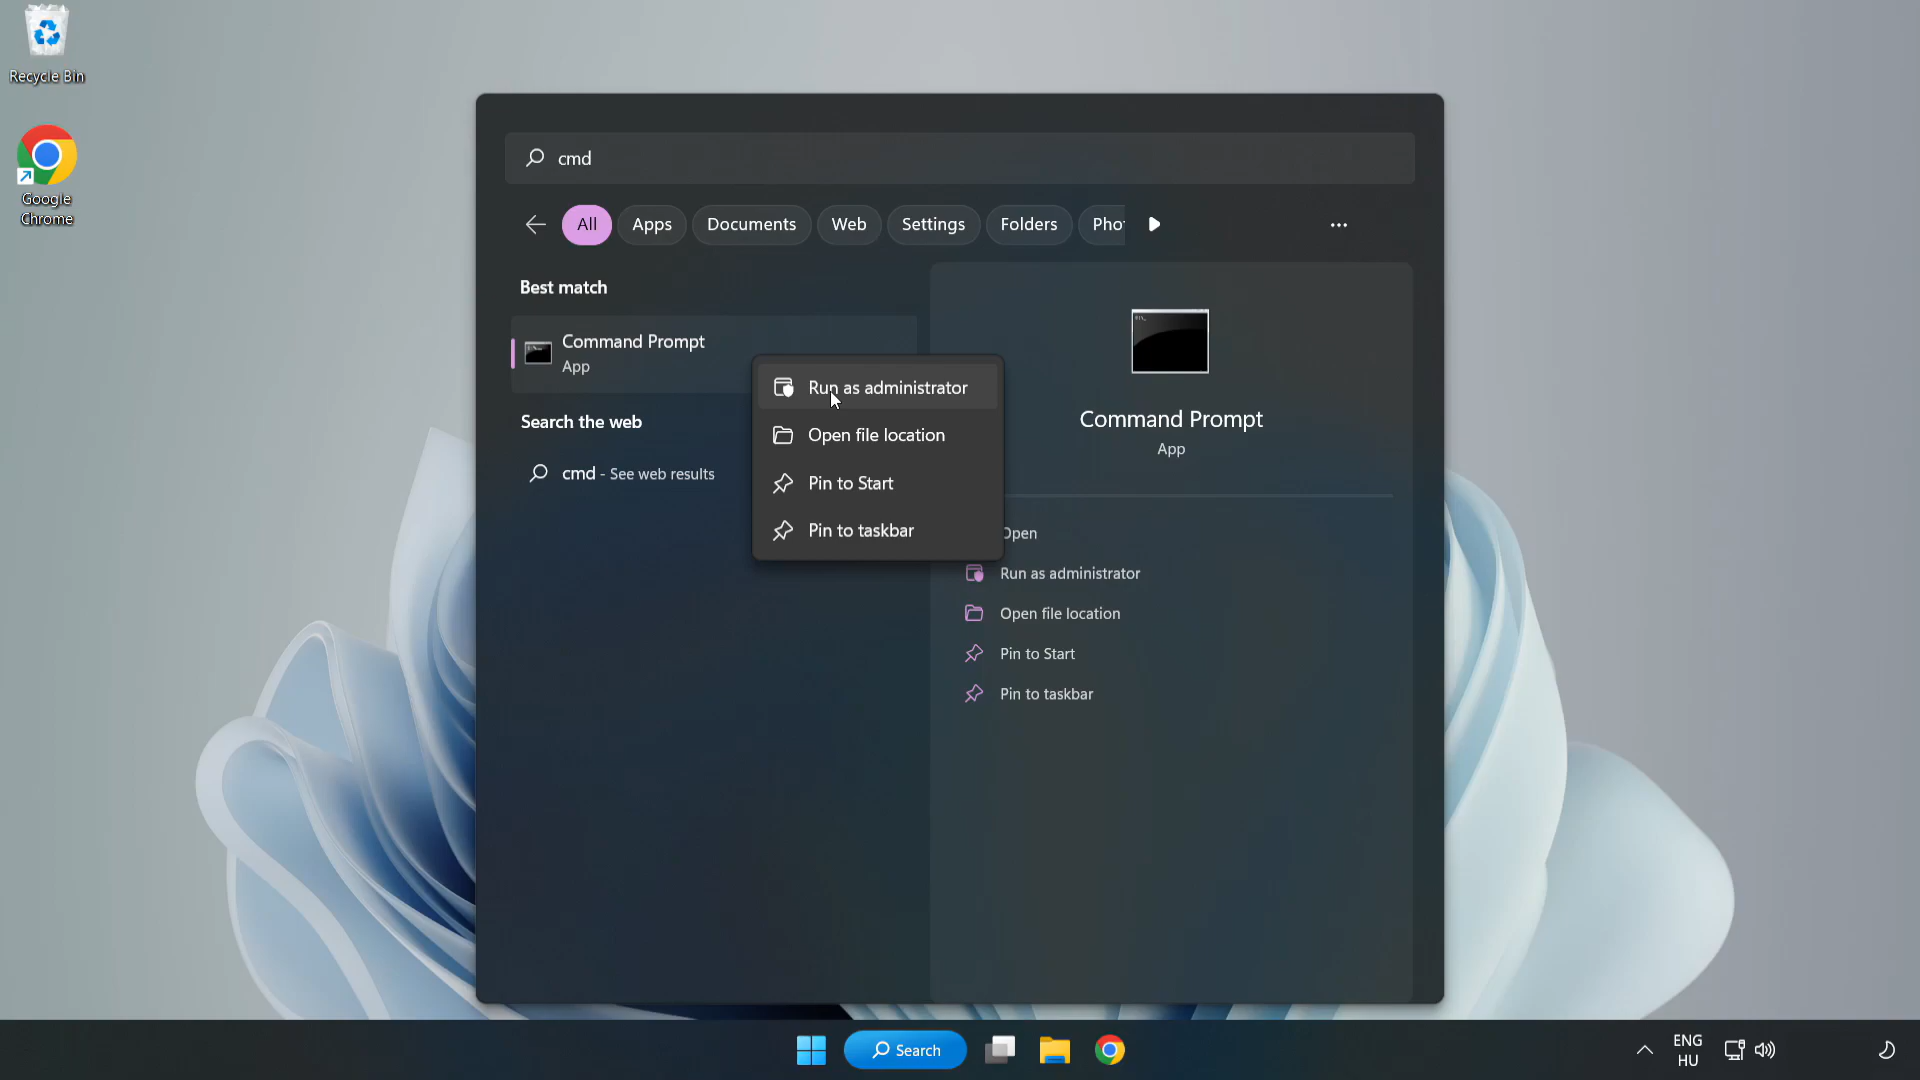 Recycle Bin
Google
Chrome
cmd
All
Apps
Documents
Web
Settings
Folders
Pho
Best match
Command Prompt
App
Search the web
cmd - See web results
Run as administrator
Open file location
Pin to Start
Pin to taskbar
Command Prompt
App
Open
Run as administrator
Open file location
Pin to Start
Pin to taskbar
Search
ENG
HU